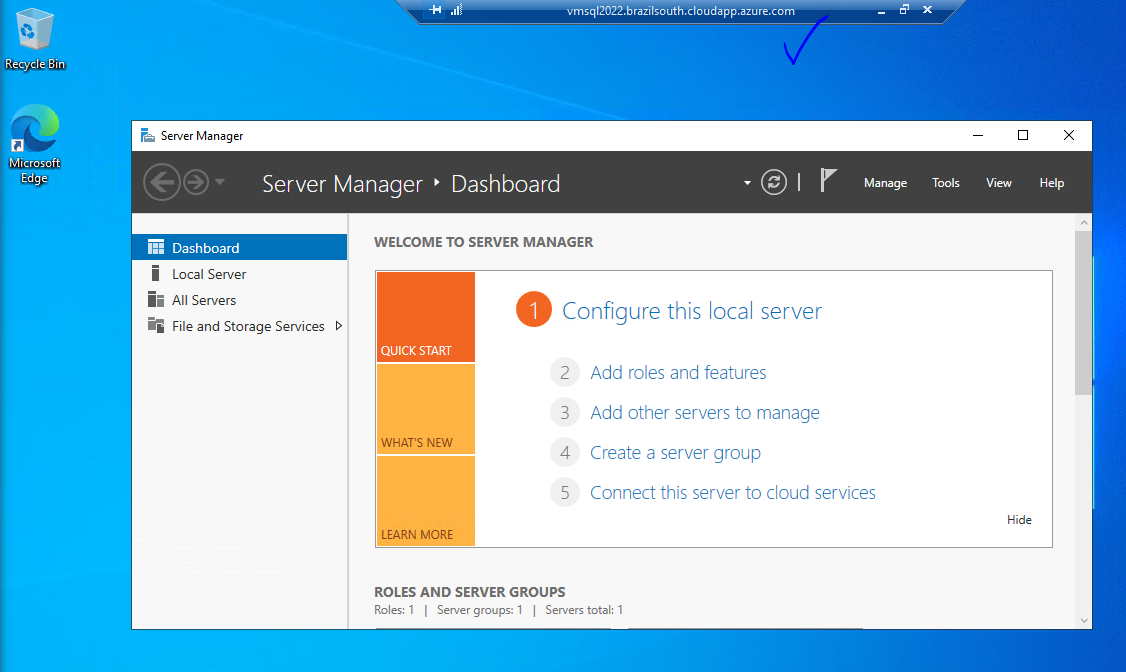 vmsql2022.brazilsouth.cloudapp.azure.com
Recycle Bin
Microsoft
Edge
Server Manager
Server Manager Dashboard
Manage Tools View Help
Dashboard
Local Server
All Servers
File and Storage Services
WELCOME TO SERVER MANAGER
QUICK START
WHAT'S NEW
LEARN MORE
1 Configure this local server
2 Add roles and features
3 Add other servers to manage
4 Create a server group
5 Connect this server to cloud services
Hide
ROLES AND SERVER GROUPS
Roles: 1 | Server groups: 1 | Servers total: 1